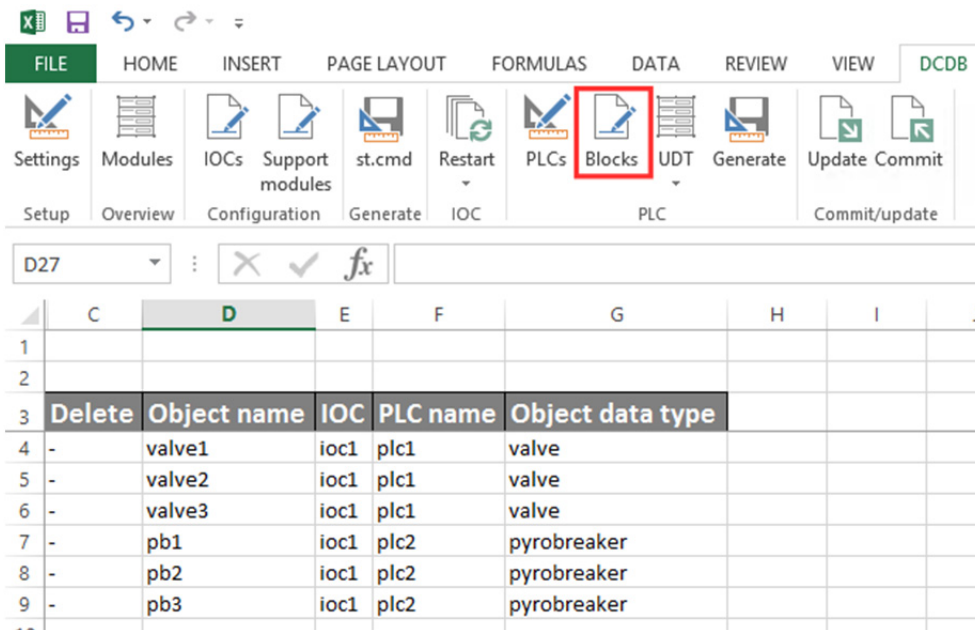 FILE HOME INSERT PAGE LAYOUT FORMULAS DATA REVIEW VIEW DCDB
Settings Modules IOCs Support modules st.cmd Restart PLCs Blocks UDT Generate Update Commit
Setup Overview Configuration Generate IOC PLC Commit/update
D27 fx
C D E F G H I
1
2
3 Delete Object name IOC PLC name Object data type
4 - valve1 ioc1 plc1 valve
5 - valve2 ioc1 plc1 valve
6 - valve3 ioc1 plc1 valve
7 - pb1 ioc1 plc2 pyrobreaker
8 - pb2 ioc1 plc2 pyrobreaker
9 - pb3 ioc1 plc2 pyrobreaker